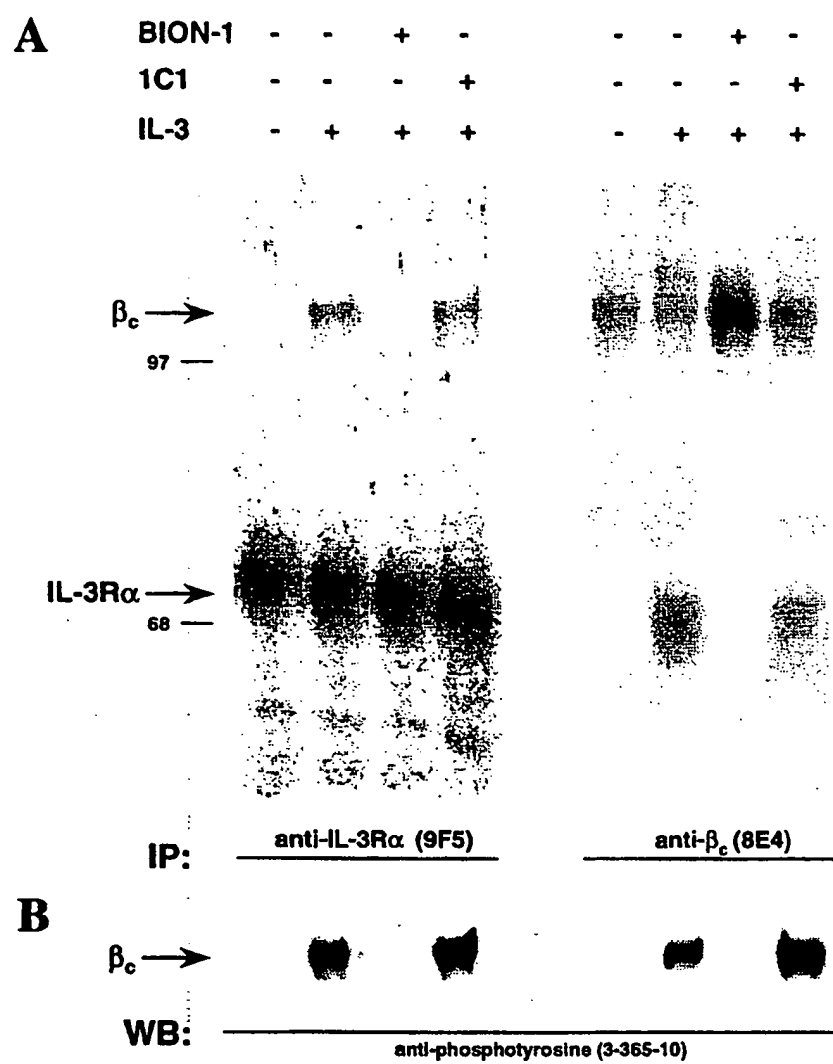 A
BION-1 - - + - - - + -
1C1 - - - + - - - +
IL-3 - + + + - + + +
βc
97
IL-3Rα
68
IP: anti-IL-3Rα (9F5) anti-βc (8E4)
B
βc
WB: anti-phosphotyrosine (3-365-10)